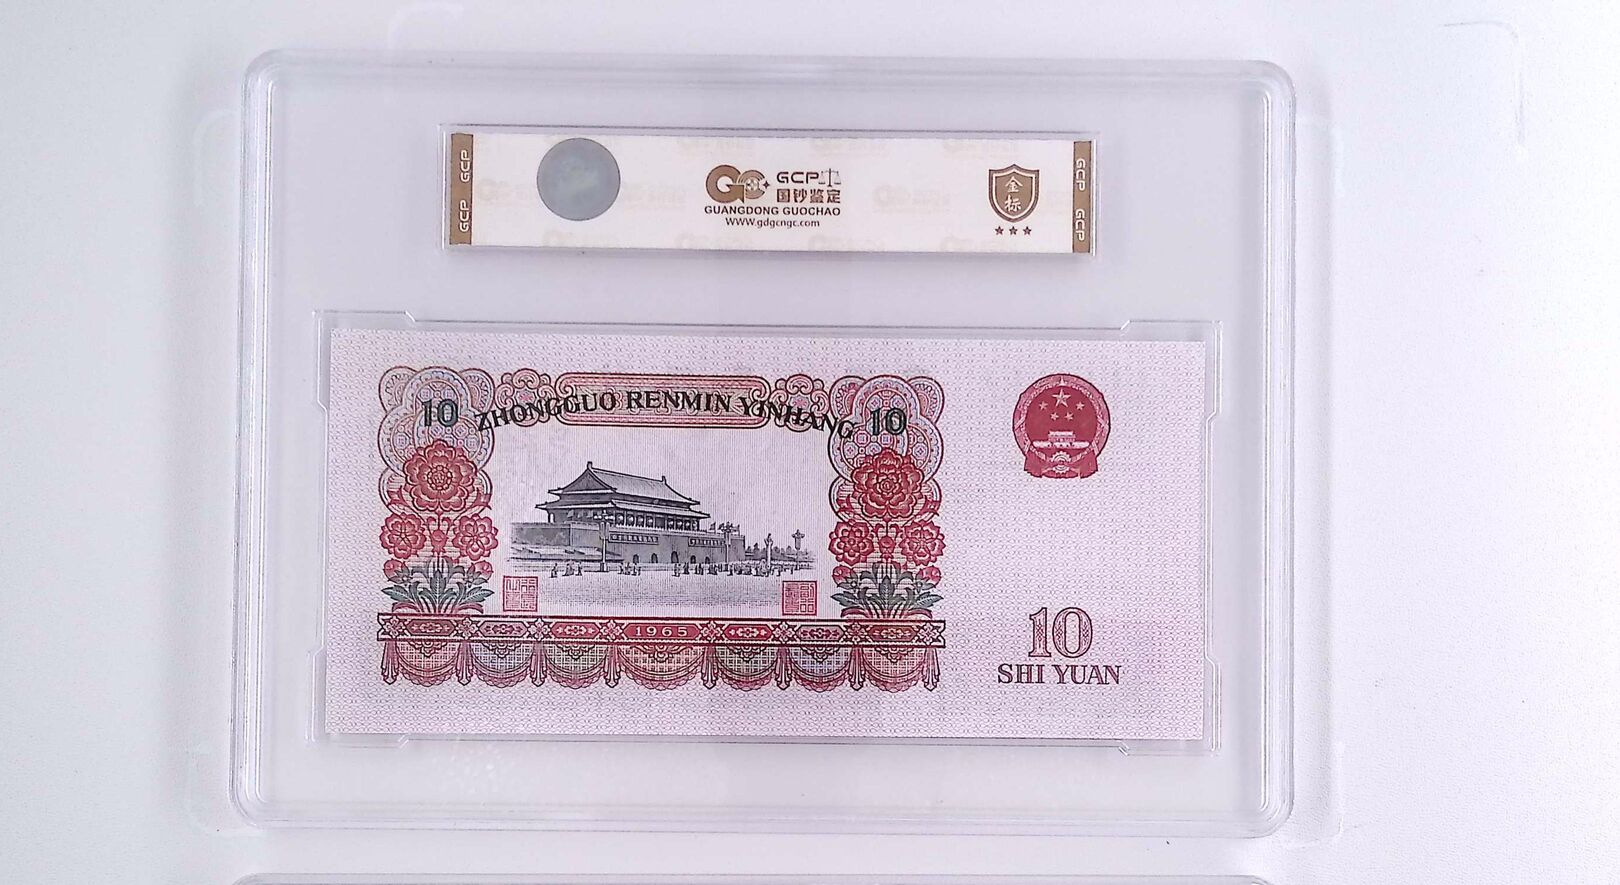 GCP
GCP
GCP
国钞鉴定
GUANGDONG GUOCHAO
www.gdgcngc.com
金
标
GCP
GCP
10 ZHONGGUO RENMIN YINHANG 10
1965
10
SHI YUAN